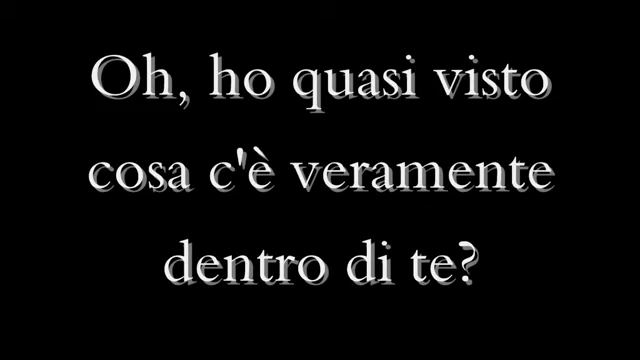 Oh, ho quasi visto
cosa c'è veramente
dentro di te?